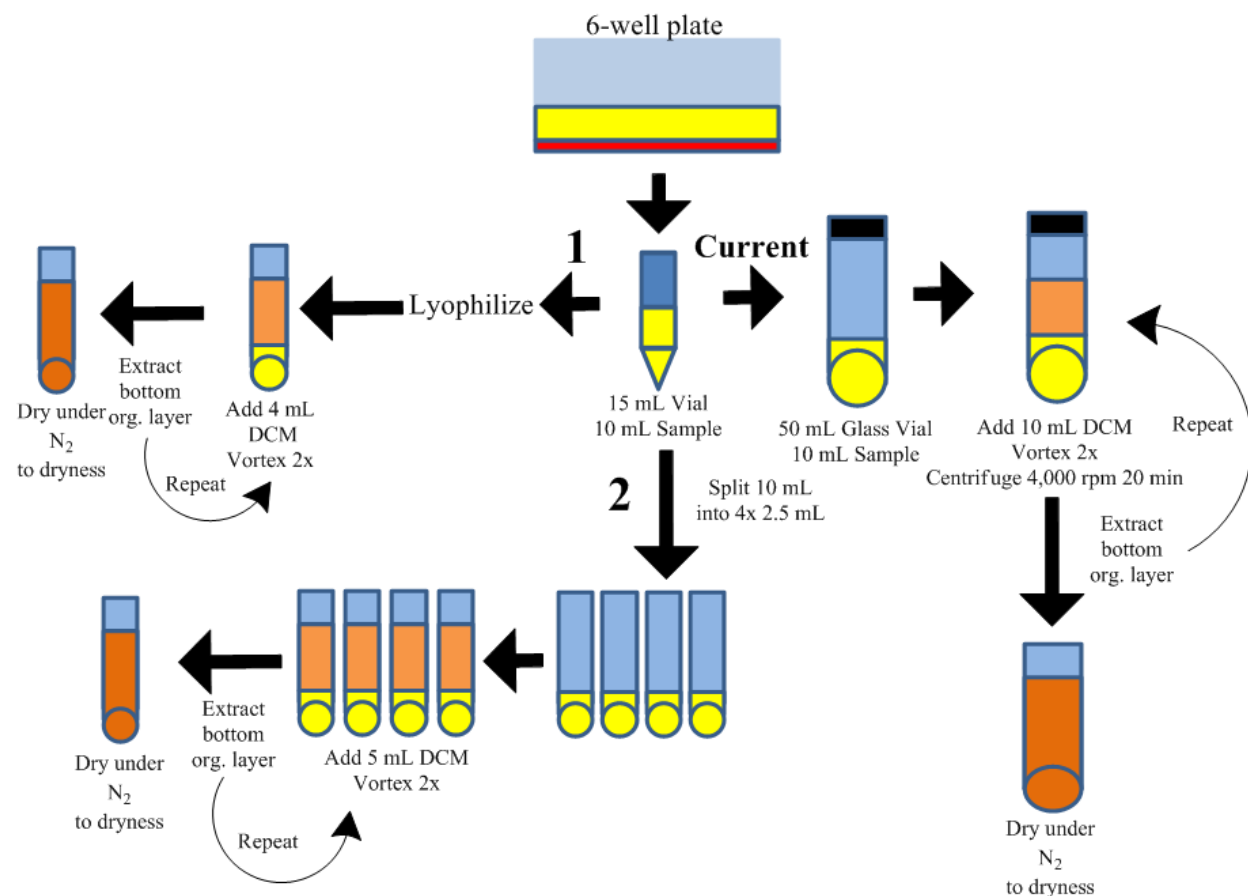 6-well plate
1
Current
Lyophilize
15 mL Vial
10 mL Sample
50 mL Glass Vial
10 mL Sample
Add 10 mL DCM
Vortex 2x
Centrifuge 4,000 rpm 20 min
Repeat
Extract
bottom
org. layer
Dry under
N₂
to dryness
Add 4 mL
DCM
Vortex 2x
Extract
bottom
org. layer
Repeat
Dry under
N₂
to dryness
2
Split 10 mL
into 4x 2.5 mL
Add 5 mL DCM
Vortex 2x
Extract
bottom
org. layer
Repeat
Dry under
N₂
to dryness